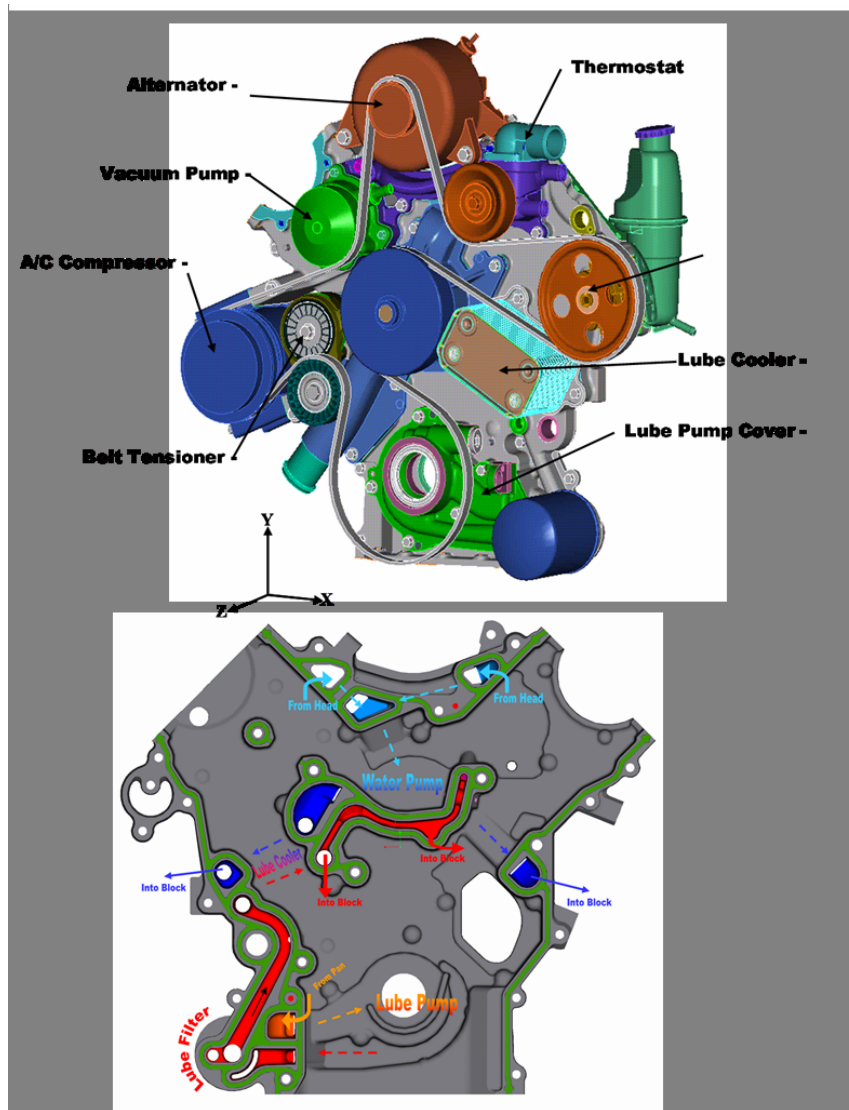 Alternator -
Thermostat
Vacuum Pump -
A/C Compressor -
Lube Cooler -
Lube Pump Cover -
Belt Tensioner -
Y
X
Z
From Head
From Head
Water Pump
Lube Cooler
Into Block
Into Block
Into Block
Into Block
From Pan
Lube Pump
Lube Filter